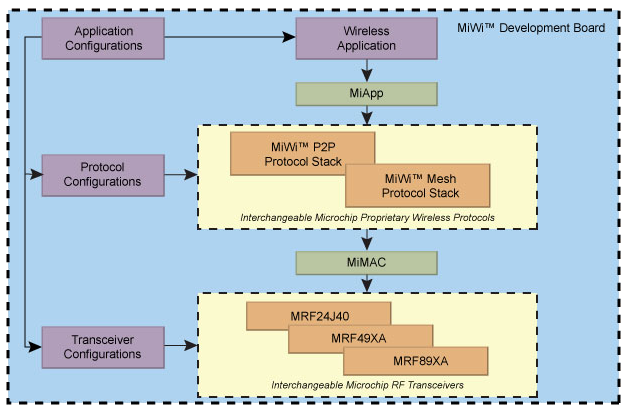 MiWi™ Development Board
Application
Configurations
Wireless
Application
MiApp
Protocol
Configurations
MiWi™ P2P
Protocol Stack
MiWi™ Mesh
Protocol Stack
Interchangeable Microchip Proprietary Wireless Protocols
MiMAC
Transceiver
Configurations
MRF24J40
MRF49XA
MRF89XA
Interchangeable Microchip RF Transceivers